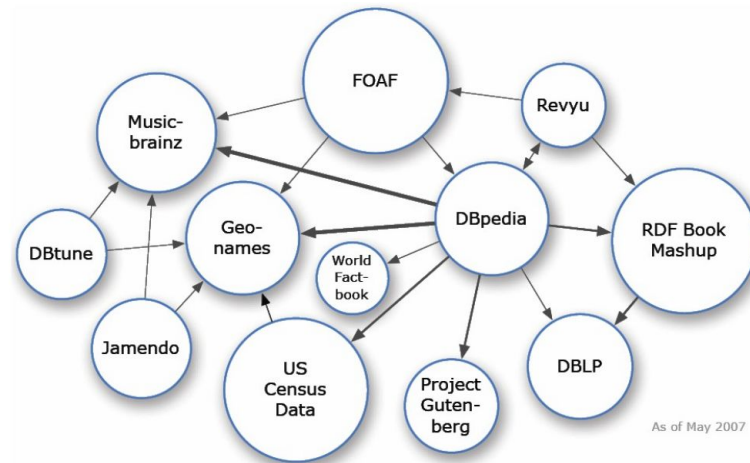 FOAF
Music-
brainz
Revyu
DBpedia
Geo-
names
DBtune
RDF Book
Mashup
World
Fact-
book
Jamendo
US
Census
Data
Project
Guten-
berg
DBLP
As of May 2007